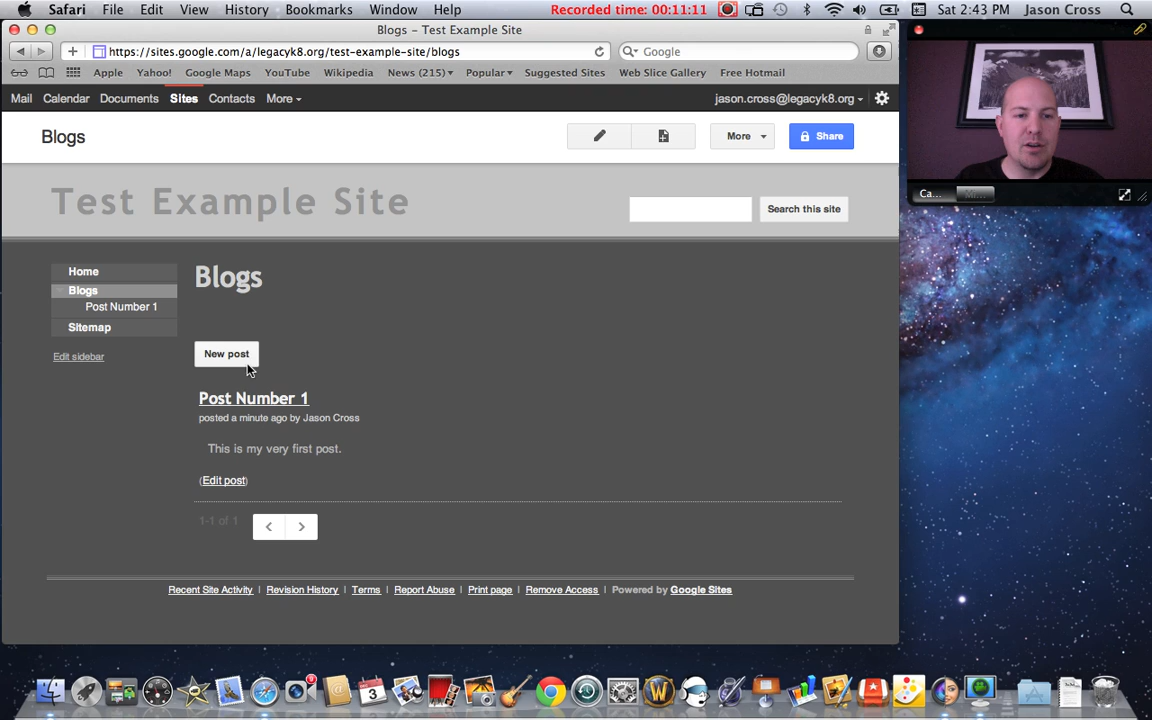 Safari File Edit View History Bookmarks Window Help Recorded time: 00:11:11 Sat 2:43 PM Jason Cross
Blogs – Test Example Site
https://sites.google.com/a/legacyk8.org/test-example-site/blogs Google
Apple Yahoo! Google Maps YouTube Wikipedia News (215) Popular Suggested Sites Web Slice Gallery Free Hotmail
Mail Calendar Documents Sites Contacts More jason.cross@legacyk8.org
Blogs More Share
Test Example Site
Search this site
Home
Blogs
Post Number 1
Sitemap
Edit sidebar
Blogs
New post
Post Number 1
posted a minute ago by Jason Cross
This is my very first post.
(Edit post)
1-1 of 1
Recent Site Activity | Revision History | Terms | Report Abuse | Print page | Remove Access | Powered by Google Sites
Ca...
3